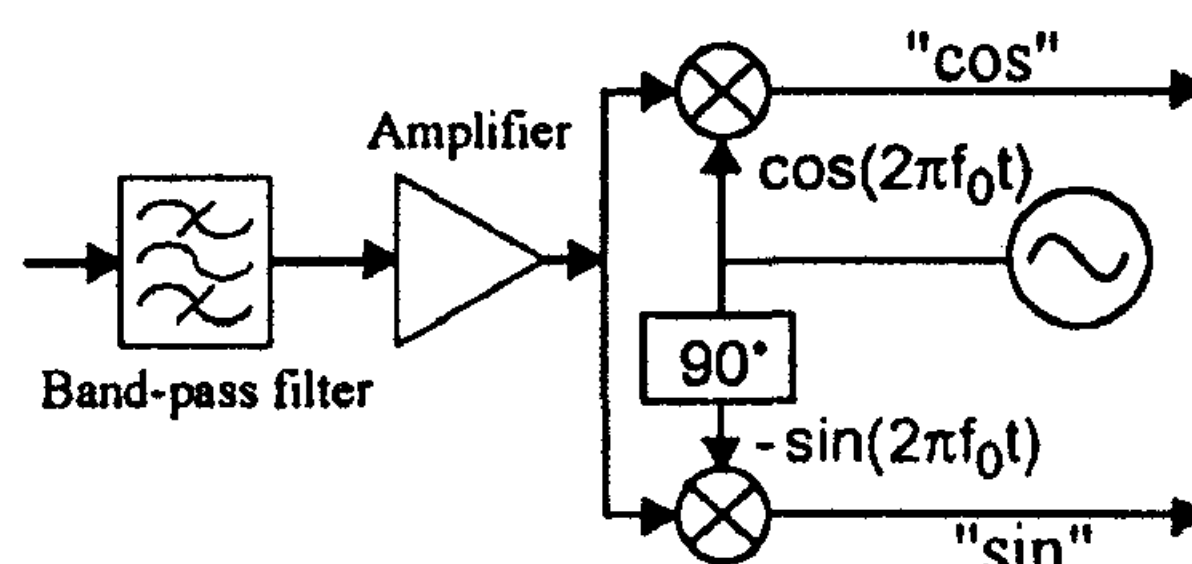 "cos"
Amplifier
cos(2πf₀t)
90°
Band-pass filter
-sin(2πf₀t)
"sin"